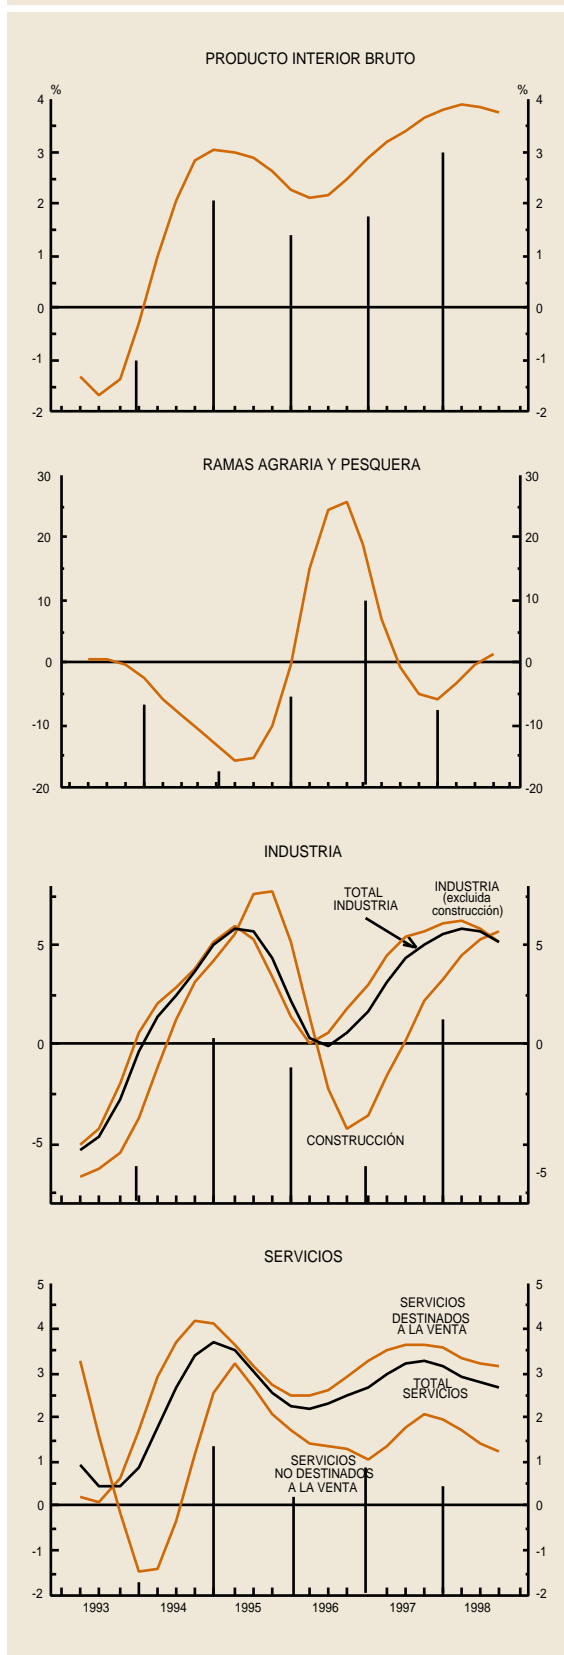 PRODUCTO INTERIOR BRUTO
% %
4 4
3 3
2 2
1 1
0 0
-1 -1
-2 -2
RAMAS AGRARIA Y PESQUERA
30 30
20 20
10 10
0 0
-10 -10
-20 -20
INDUSTRIA
TOTAL
INDUSTRIA
INDUSTRIA
(excluida
construcción)
5 5
0 0
-5 -5
CONSTRUCCIÓN
SERVICIOS
5 5
4 4
3 3
2 2
1 1
0 0
-1 -1
-2 -2
SERVICIOS
DESTINADOS
A LA VENTA
TOTAL
SERVICIOS
SERVICIOS
NO DESTINADOS
A LA VENTA
1993 1994 1995 1996 1997 1998